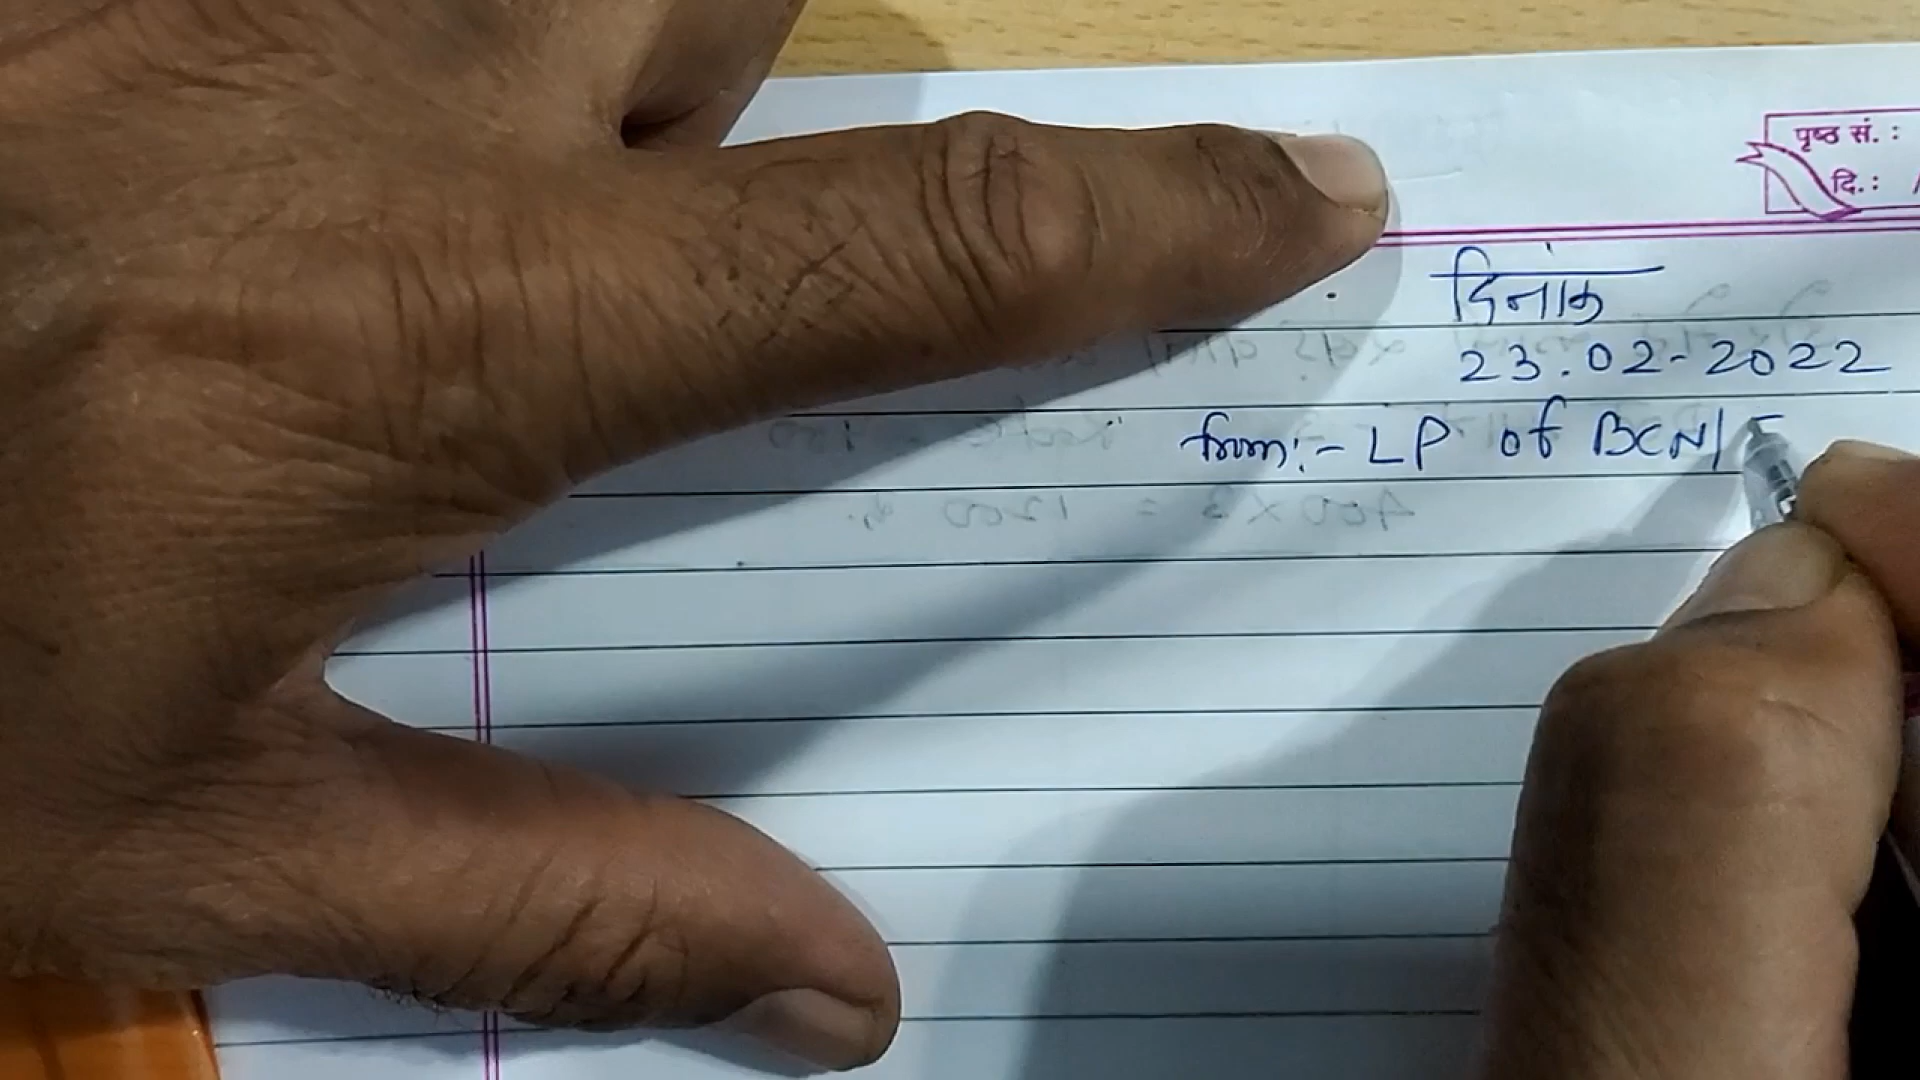 पृष्ठ सं. :
दि. : /
दिनांक
23.02-2022
from:- LP of BCN/